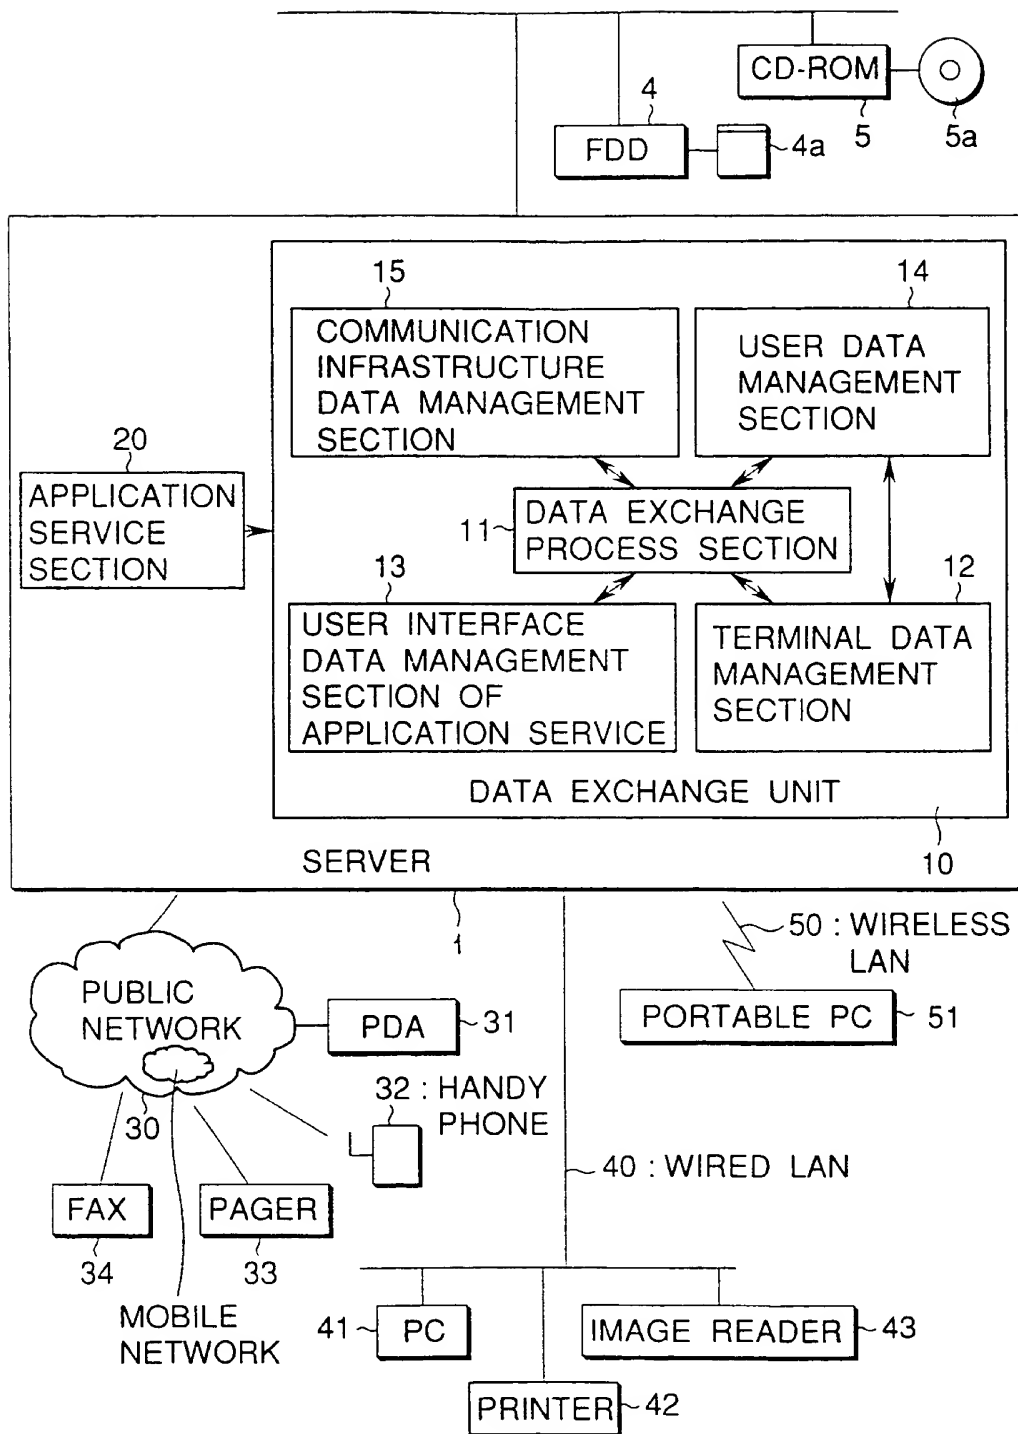 CD-ROM
5
5a
4
FDD
4a
15
14
COMMUNICATION
INFRASTRUCTURE
DATA MANAGEMENT
SECTION
USER DATA
MANAGEMENT
SECTION
20
APPLICATION
SERVICE
SECTION
11
DATA EXCHANGE
PROCESS SECTION
13
12
USER INTERFACE
DATA MANAGEMENT
SECTION OF
APPLICATION SERVICE
TERMINAL DATA
MANAGEMENT
SECTION
DATA EXCHANGE UNIT
10
SERVER
1
50 : WIRELESS
LAN
PUBLIC
NETWORK
PDA
31
PORTABLE PC
51
30
32 : HANDY
PHONE
40 : WIRED LAN
FAX
34
PAGER
33
MOBILE
NETWORK
41
PC
IMAGE READER
43
PRINTER
42